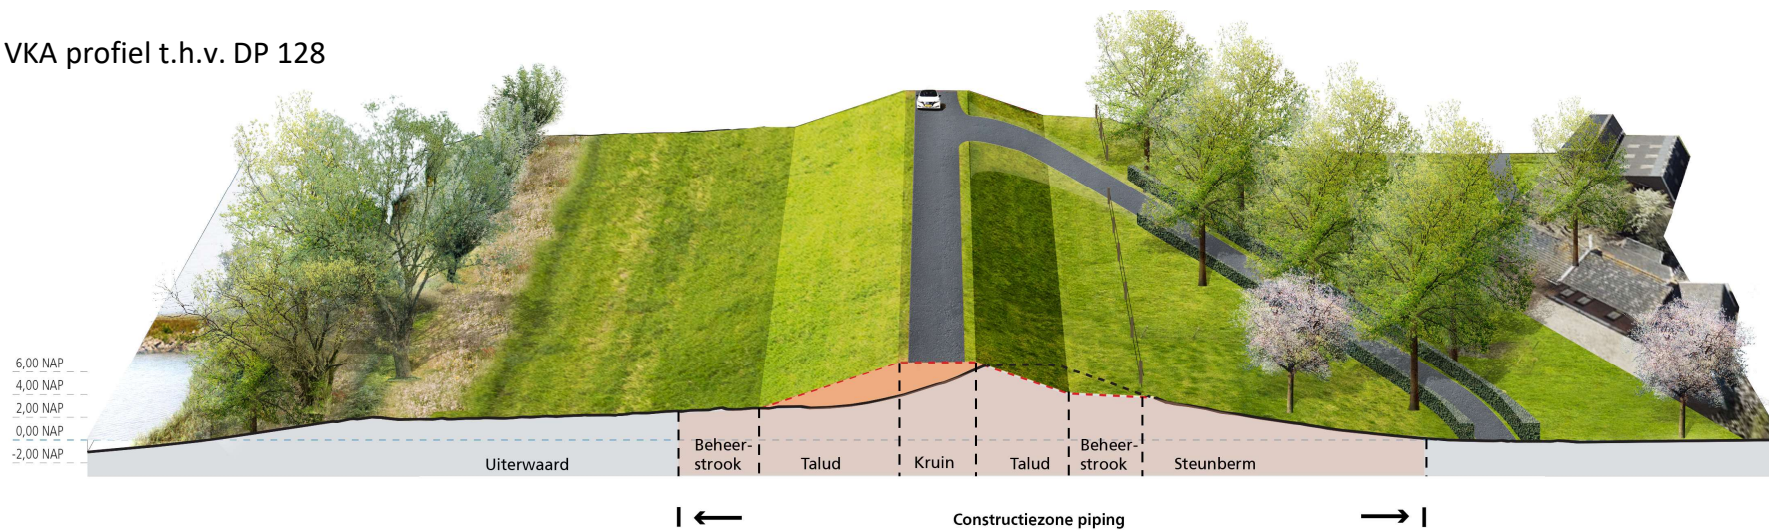 VKA profiel t.h.v. DP 128
6,00 NAP
4,00 NAP
2,00 NAP
0,00 NAP
-2,00 NAP
Uiterwaard
Beheer-
strook
Talud
Kruin
Talud
Beheer-
strook
Steunberm
Constructiezone piping